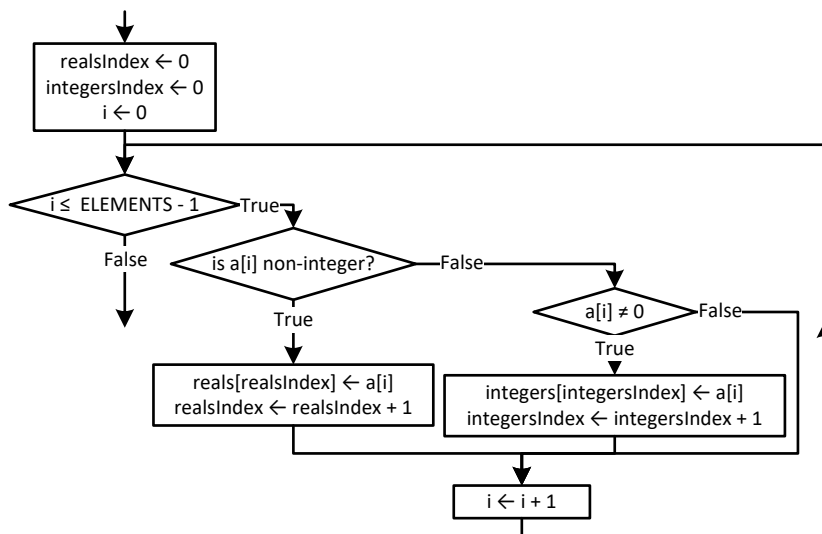 realsIndex ← 0
integersIndex ← 0
i ← 0
i ≤ ELEMENTS - 1
True
False
is a[i] non-integer?
False
True
a[i] ≠ 0
False
True
reals[realsIndex] ← a[i]
realsIndex ← realsIndex + 1
integers[integersIndex] ← a[i]
integersIndex ← integersIndex + 1
i ← i + 1